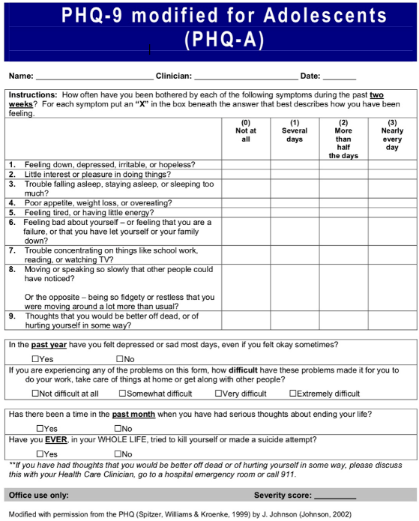 PHQ-9 modified for Adolescents
(PHQ-A)
Name: ____________________________ Clinician: _________________________ Date: ________
Instructions: How often have you been bothered by each of the following symptoms during the past two
weeks? For each symptom put an "X" in the box beneath the answer that best describes how you have been
feeling.
(0)
Not at
all
(1)
Several
days
(2)
More
than
half
the days
(3)
Nearly
every
day
1. Feeling down, depressed, irritable, or hopeless?
2. Little interest or pleasure in doing things?
3. Trouble falling asleep, staying asleep, or sleeping too
much?
4. Poor appetite, weight loss, or overeating?
5. Feeling tired, or having little energy?
6. Feeling bad about yourself – or feeling that you are a
failure, or that you have let yourself or your family
down?
7. Trouble concentrating on things like school work,
reading, or watching TV?
8. Moving or speaking so slowly that other people could
have noticed?
Or the opposite – being so fidgety or restless that you
were moving around a lot more than usual?
9. Thoughts that you would be better off dead, or of
hurting yourself in some way?
In the past year have you felt depressed or sad most days, even if you felt okay sometimes?
☐Yes ☐No
If you are experiencing any of the problems on this form, how difficult have these problems made it for you to
do your work, take care of things at home or get along with other people?
☐Not difficult at all ☐Somewhat difficult ☐Very difficult ☐Extremely difficult
Has there been a time in the past month when you have had serious thoughts about ending your life?
☐Yes ☐No
Have you EVER, in your WHOLE LIFE, tried to kill yourself or made a suicide attempt?
☐Yes ☐No
**If you have had thoughts that you would be better off dead or of hurting yourself in some way, please discuss
this with your Health Care Clinician, go to a hospital emergency room or call 911.
Office use only: Severity score: _________
Modified with permission from the PHQ (Spitzer, Williams & Kroenke, 1999) by J. Johnson (Johnson, 2002)